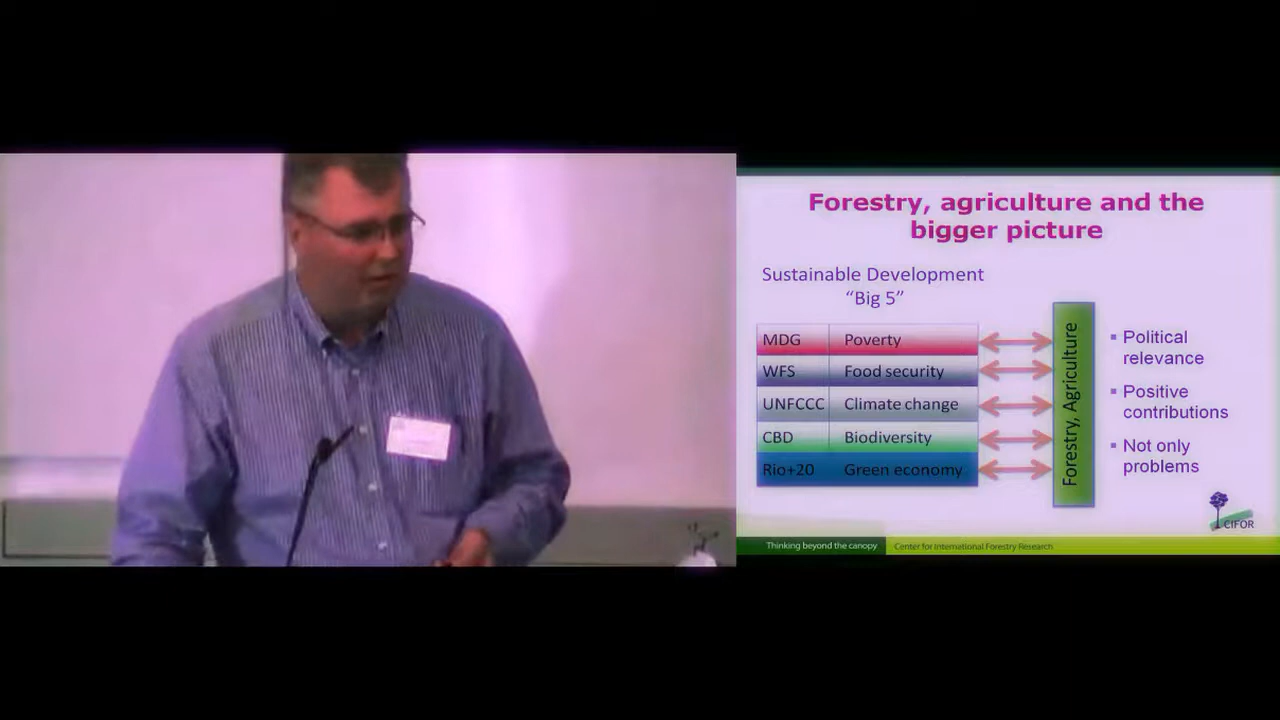 Forestry, agriculture and the
bigger picture
Sustainable Development
“Big 5”
MDG Poverty
WFS Food security
UNFCCC Climate change
CBD Biodiversity
Rio+20 Green economy
Forestry, Agriculture
▪ Political
relevance
▪ Positive
contributions
▪ Not only
problems
CIFOR
Thinking beyond the canopy
Center for International Forestry Research